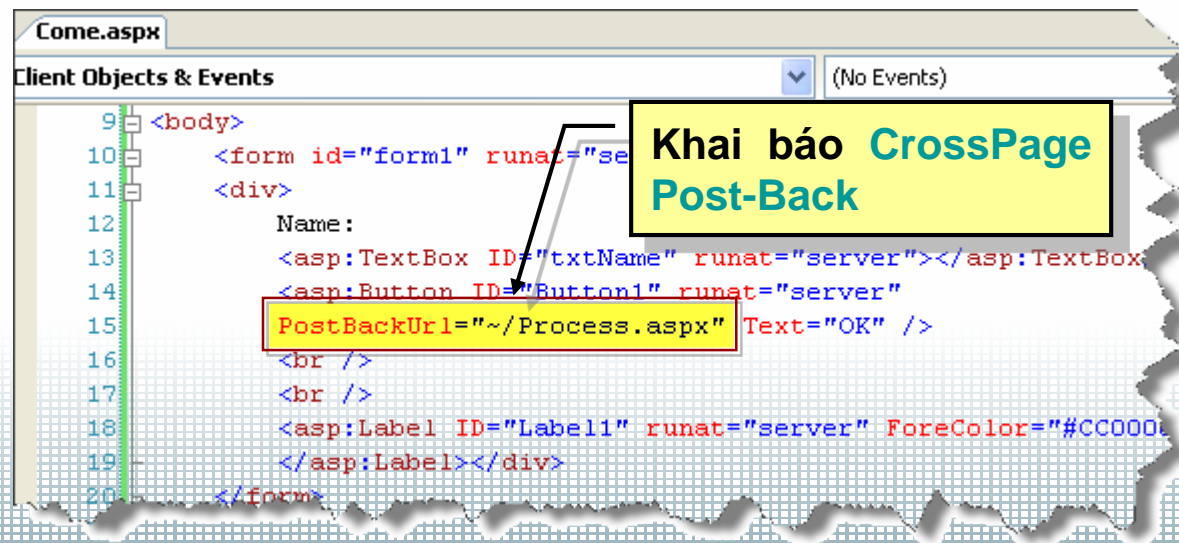 Come.aspx
Client Objects & Events
(No Events)
Khai báo CrossPage
Post-Back
9 <body>
10 <form id="form1" runat="se
11 <div>
12 Name:
13 <asp:TextBox ID="txtName" runat="server"></asp:TextBox
14 <asp:Button ID="Button1" runat="server"
15 PostBackUrl="~/Process.aspx" Text="OK" />
16 <br />
17 <br />
18 <asp:Label ID="Label1" runat="server" ForeColor="#CC000
19 </asp:Label></div>
20 </form>